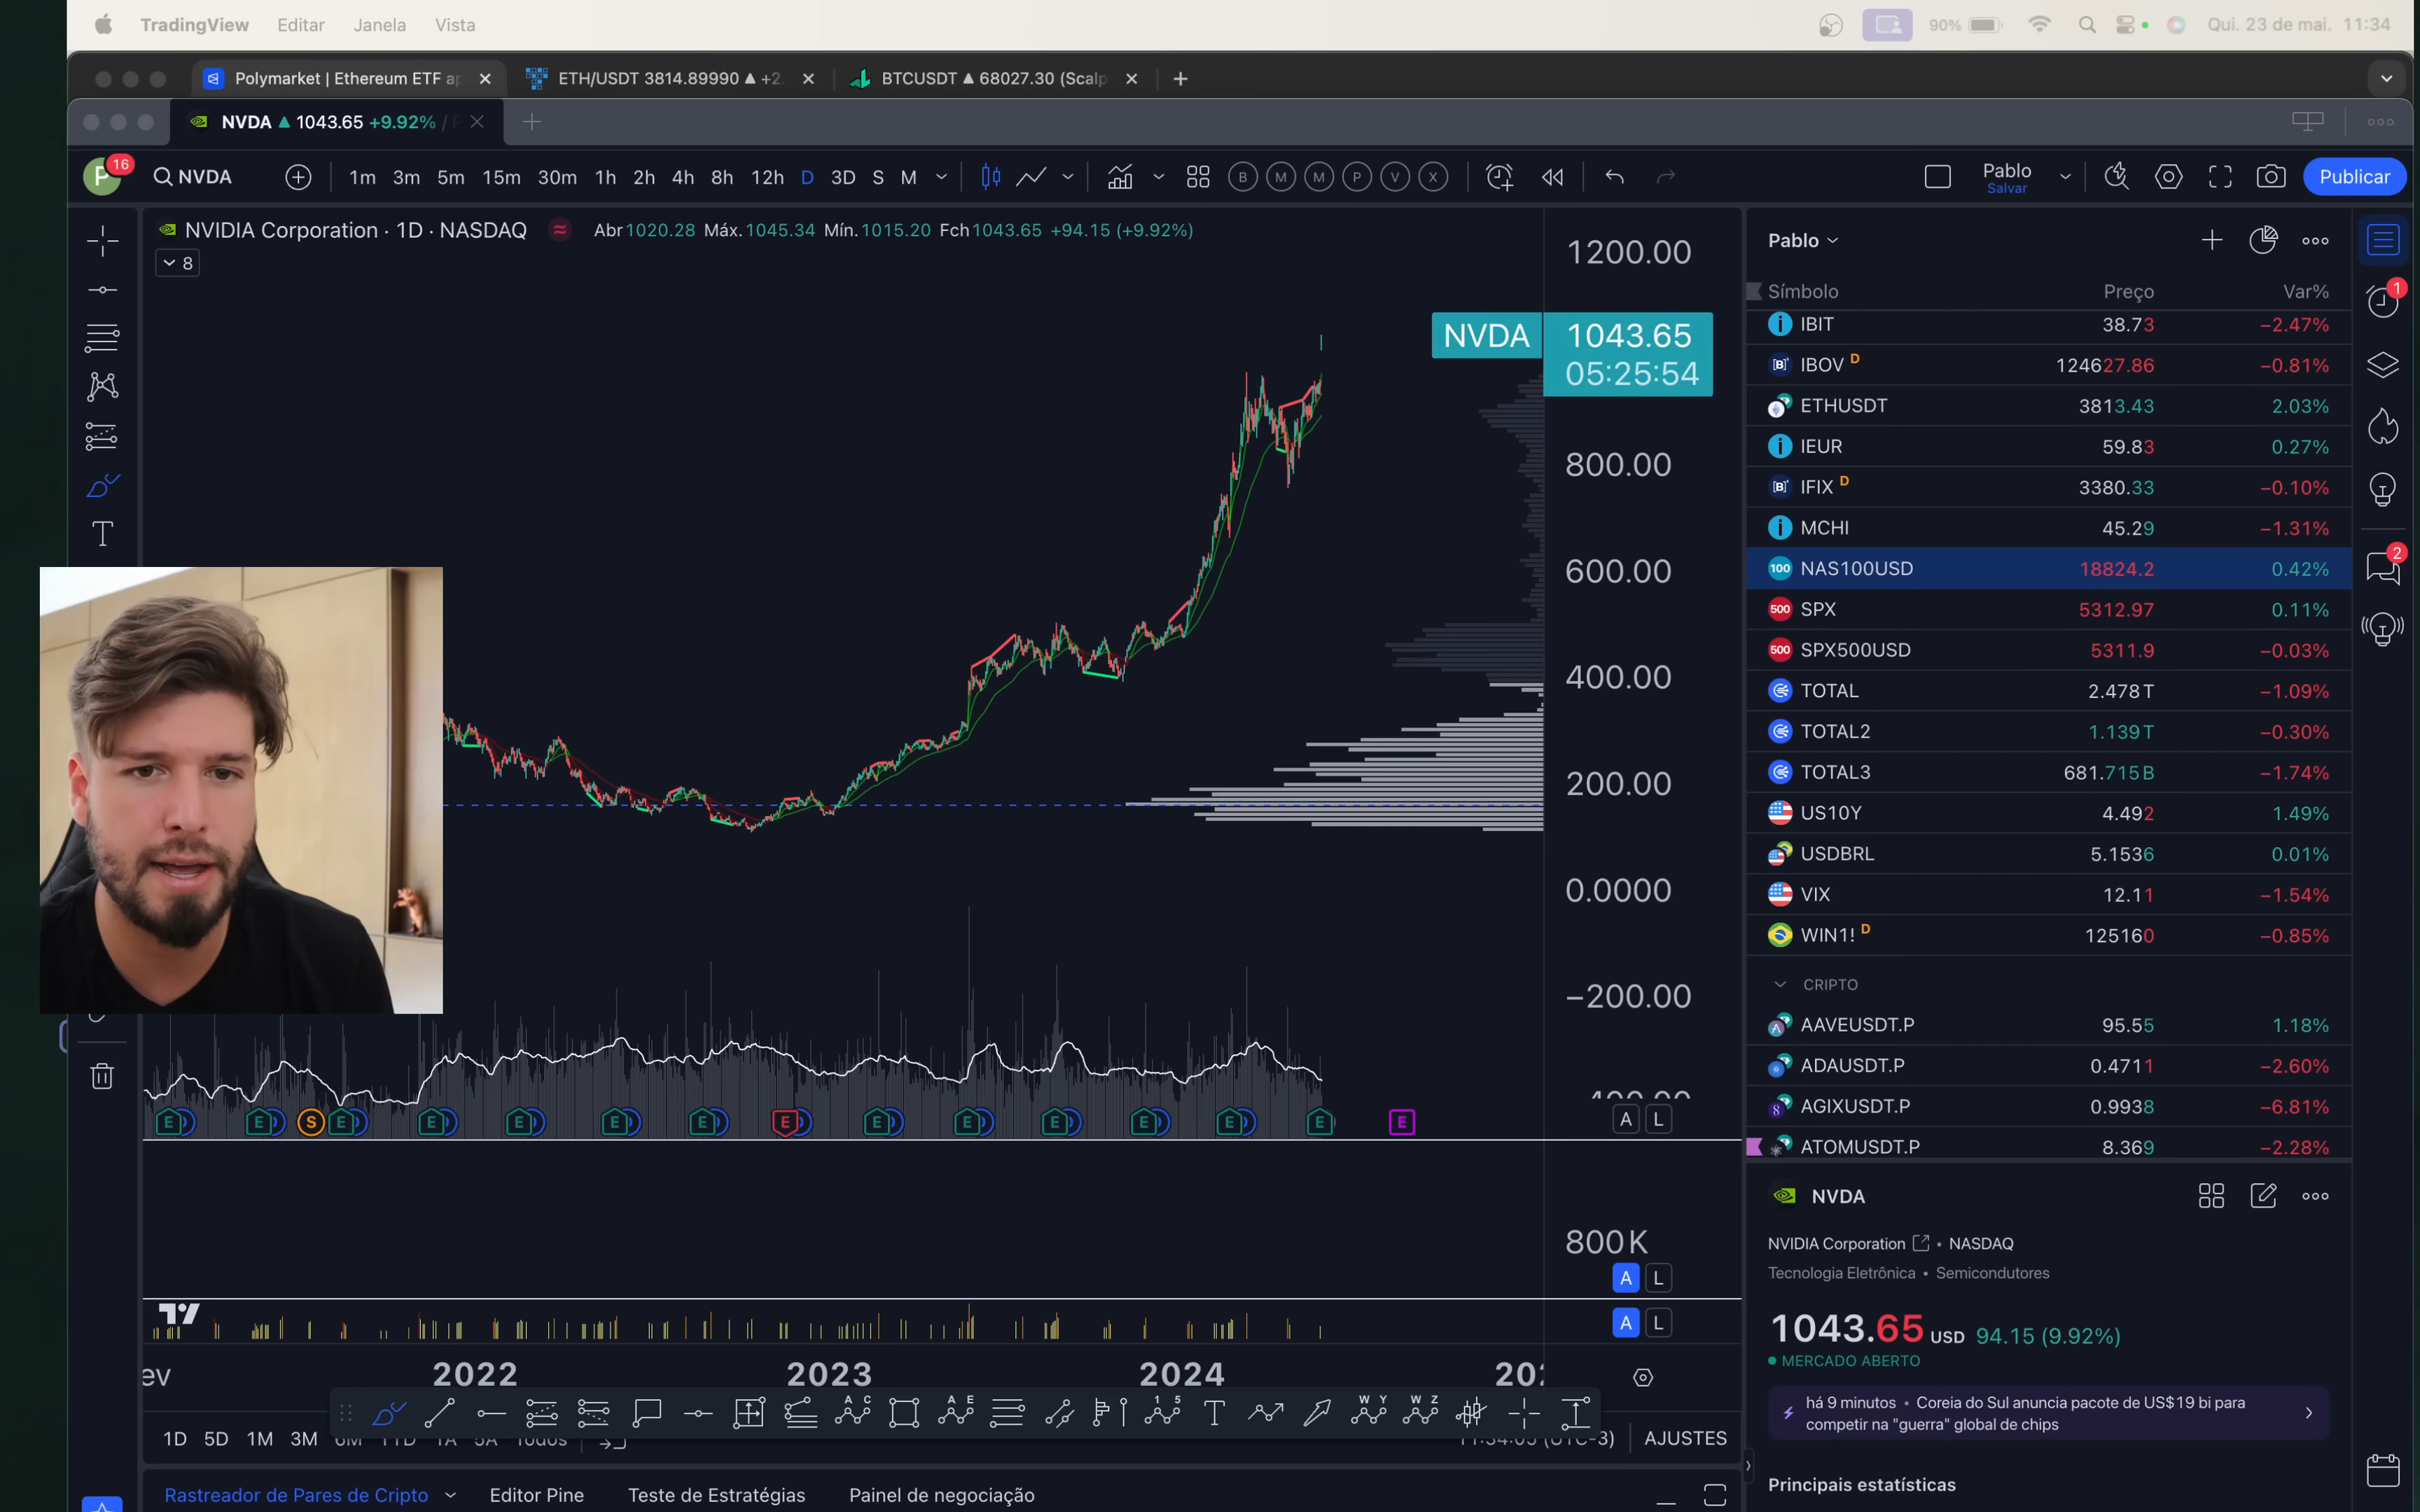 TradingView Editar Janela Vista
90% Qui. 23 de mai. 11:34
Polymarket | Ethereum ETF ap
ETH/USDT 3814.89990 ▲ +2
BTCUSDT ▲ 68027.30 (Scalp
NVDA ▲ 1043.65 +9.92% /
P 16
NVDA 1m 3m 5m 15m 30m 1h 2h 4h 8h 12h D 3D S M
B M M P V X
Pablo
Salvar
Publicar
NVIDIA Corporation · 1D · NASDAQ Abr1020.28 Máx.1045.34 Mín.1015.20 Fch1043.65 +94.15 (+9.92%)
8
1200.00
NVDA 1043.65
05:25:54
800.00
600.00
400.00
200.00
0.0000
−200.00
E E S E E E E E E E E E E E E E
A L
800K
A L
A L
2022 2023 2024
1D 5D 1M 3M
AJUSTES
Rastreador de Pares de Cripto Editor Pine Teste de Estratégias Painel de negociação
Pablo
Símbolo Preço Var%
IBIT 38.73 −2.47%
IBOV D 124627.86 −0.81%
ETHUSDT 3813.43 2.03%
IEUR 59.83 0.27%
IFIX D 3380.33 −0.10%
MCHI 45.29 −1.31%
100 NAS100USD 18824.2 0.42%
500 SPX 5312.97 0.11%
500 SPX500USD 5311.9 −0.03%
TOTAL 2.478T −1.09%
TOTAL2 1.139T −0.30%
TOTAL3 681.715B −1.74%
US10Y 4.492 1.49%
USDBRL 5.1536 0.01%
VIX 12.11 −1.54%
WIN1! D 125160 −0.85%
CRIPTO
AAVEUSDT.P 95.55 1.18%
ADAUSDT.P 0.4711 −2.60%
AGIXUSDT.P 0.9938 −6.81%
ATOMUSDT.P 8.369 −2.28%
1
2
NVDA
NVIDIA Corporation • NASDAQ
Tecnologia Eletrônica • Semicondutores
1043.65 USD 94.15 (9.92%)
MERCADO ABERTO
há 9 minutos • Coreia do Sul anuncia pacote de US$19 bi para
competir na "guerra" global de chips
Principais estatísticas